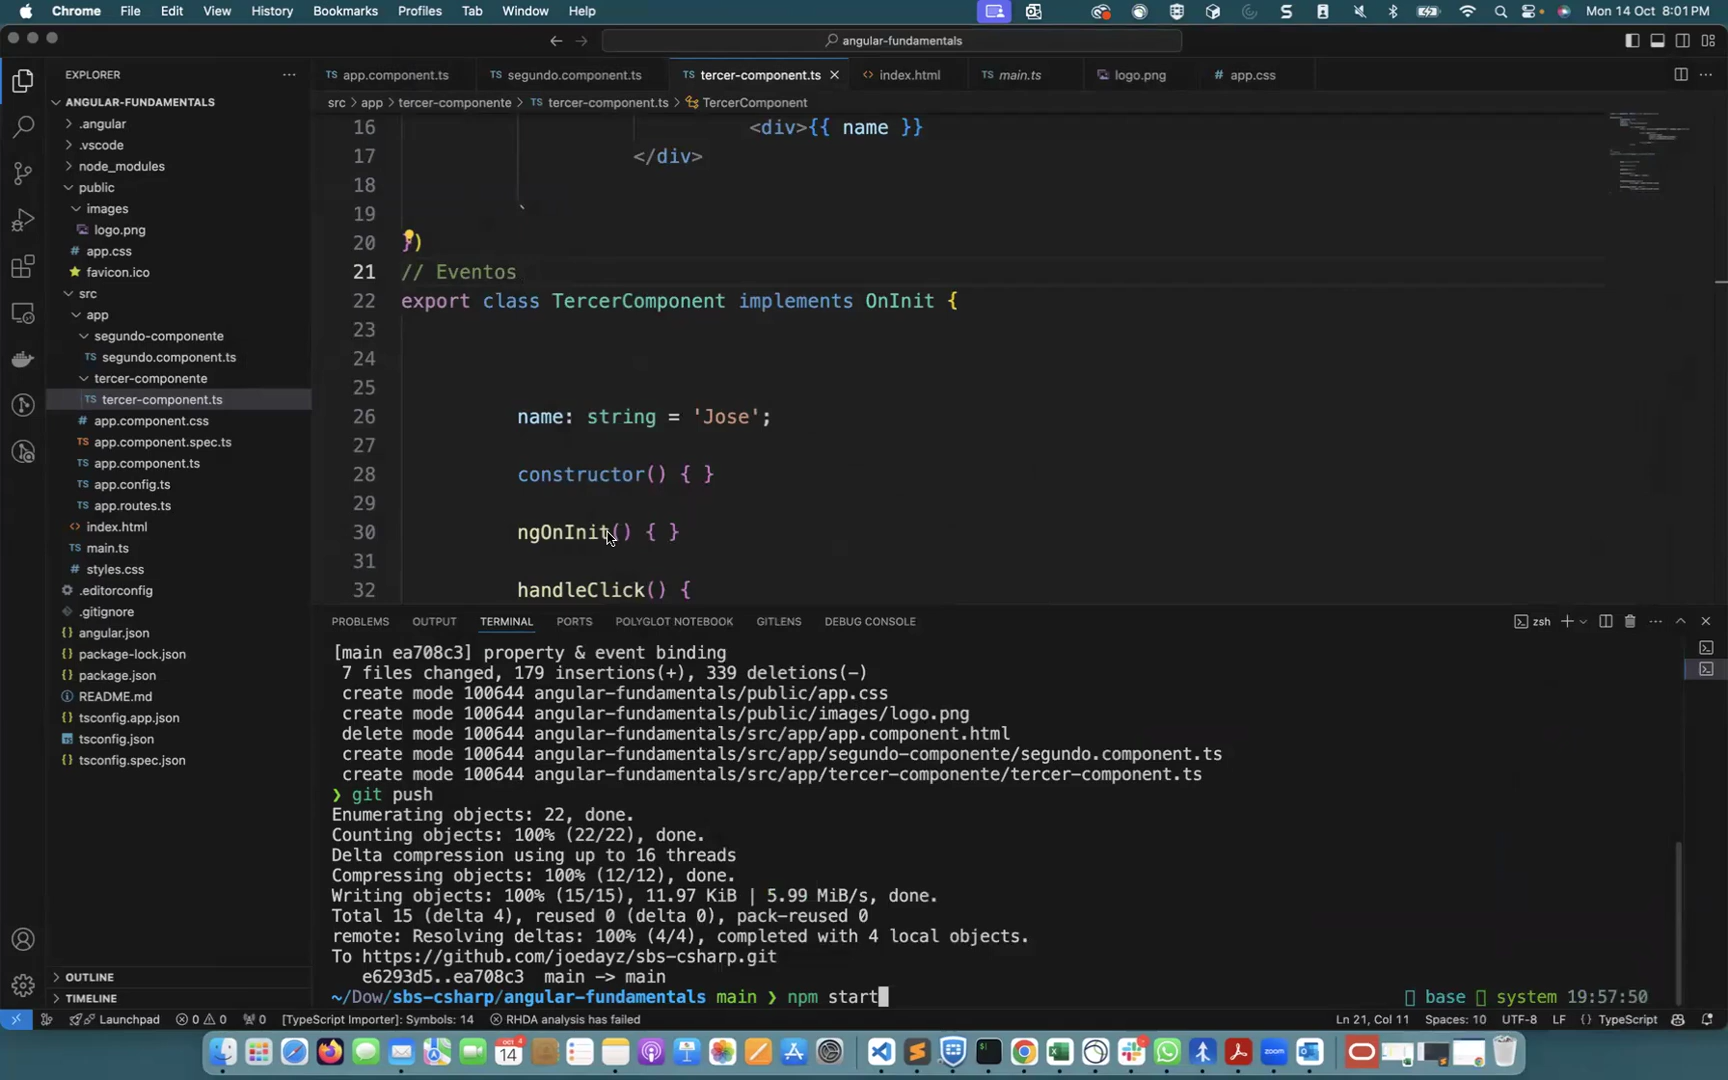 Chrome File Edit View History Bookmarks Profiles Tab Window Help Mon 14 Oct 8:01 PM
angular-fundamentals
EXPLORER
app.component.ts segundo.component.ts tercer-component.ts index.html main.ts logo.png app.css
src > app > tercer-componente > tercer-component.ts > TercerComponent
ANGULAR-FUNDAMENTALS
.angular
.vscode
node_modules
public
images
logo.png
app.css
favicon.ico
src
app
segundo-componente
segundo.component.ts
tercer-componente
tercer-component.ts
app.component.css
app.component.spec.ts
app.component.ts
app.config.ts
app.routes.ts
index.html
main.ts
styles.css
.editorconfig
.gitignore
angular.json
package-lock.json
package.json
README.md
tsconfig.app.json
tsconfig.json
tsconfig.spec.json
OUTLINE
TIMELINE
16 <div>{{ name }}
17 </div>
18
19 `
20 })
21 // Eventos
22 export class TercerComponent implements OnInit {
23
24
25
26 name: string = 'Jose';
27
28 constructor() { }
29
30 ngOnInit() { }
31
32 handleClick() {
PROBLEMS OUTPUT TERMINAL PORTS POLYGLOT NOTEBOOK GITLENS DEBUG CONSOLE zsh
[main ea708c3] property & event binding
7 files changed, 179 insertions(+), 339 deletions(-)
create mode 100644 angular-fundamentals/public/app.css
create mode 100644 angular-fundamentals/public/images/logo.png
delete mode 100644 angular-fundamentals/src/app/app.component.html
create mode 100644 angular-fundamentals/src/app/segundo-componente/segundo.component.ts
create mode 100644 angular-fundamentals/src/app/tercer-componente/tercer-component.ts
❯ git push
Enumerating objects: 22, done.
Counting objects: 100% (22/22), done.
Delta compression using up to 16 threads
Compressing objects: 100% (12/12), done.
Writing objects: 100% (15/15), 11.97 KiB | 5.99 MiB/s, done.
Total 15 (delta 4), reused 0 (delta 0), pack-reused 0
remote: Resolving deltas: 100% (4/4), completed with 4 local objects.
To https://github.com/joedayz/sbs-csharp.git
e6293d5..ea708c3 main -> main
~/Dow/sbs-csharp/angular-fundamentals main ❯ npm start base system 19:57:50
Launchpad 0 0 0 [TypeScript Importer]: Symbols: 14 RHDA analysis has failed Ln 21, Col 11 Spaces: 10 UTF-8 LF {} TypeScript